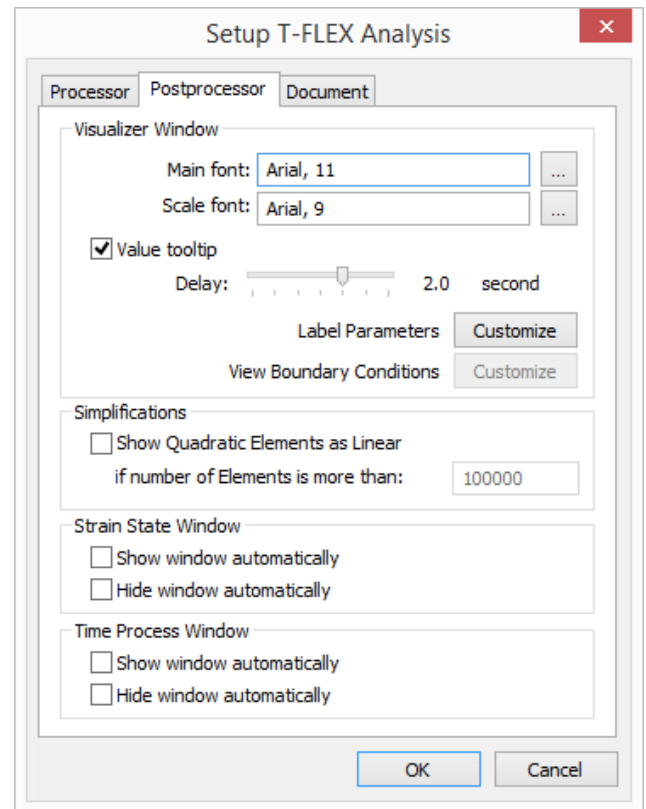 Setup T-FLEX Analysis
×
Processor Postprocessor Document
Visualizer Window
Main font: Arial, 11 ...
Scale font: Arial, 9 ...
Value tooltip
Delay: 2.0 second
Label Parameters Customize
View Boundary Conditions Customize
Simplifications
Show Quadratic Elements as Linear
if number of Elements is more than: 100000
Strain State Window
Show window automatically
Hide window automatically
Time Process Window
Show window automatically
Hide window automatically
OK Cancel